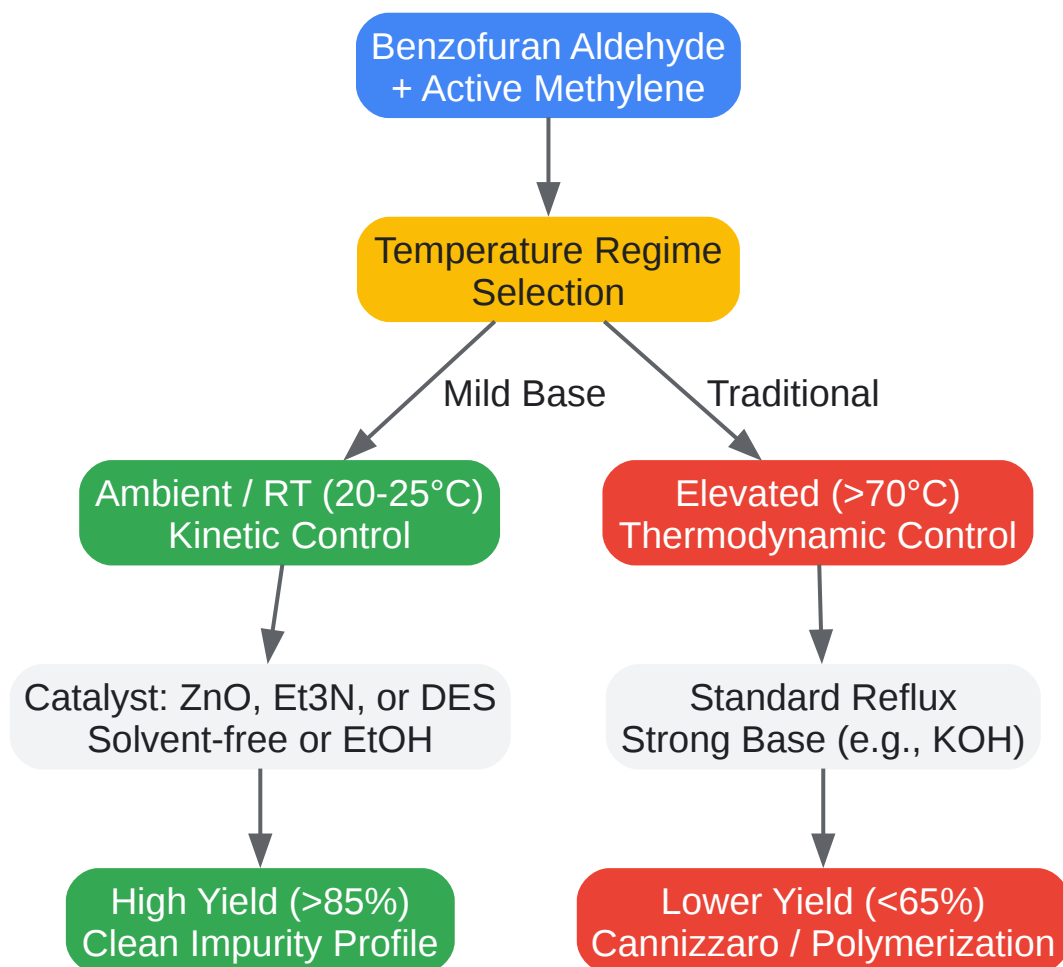 Benzofuran Aldehyde
+ Active Methylene
Temperature Regime
Selection
Mild Base
Traditional
Ambient / RT (20-25°C)
Kinetic Control
Elevated (>70°C)
Thermodynamic Control
Catalyst: ZnO, Et3N, or DES
Solvent-free or EtOH
Standard Reflux
Strong Base (e.g., KOH)
High Yield (>85%)
Clean Impurity Profile
Lower Yield (<65%)
Cannizzaro / Polymerization